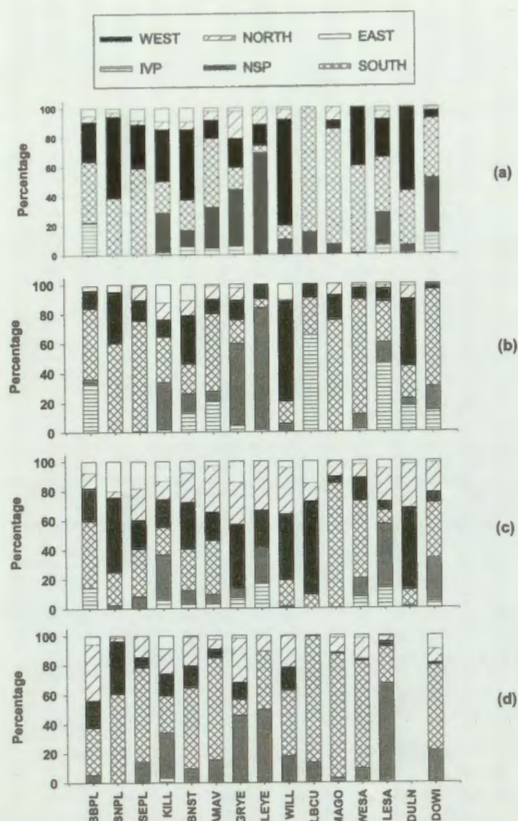 WEST NORTH EAST
IVP NSP SOUTH
100
80
60
40
20
0
Percentage
(a)
100
80
60
40
20
0
Percentage
(b)
100
80
60
40
20
0
Percentage
(c)
100
80
60
40
20
0
Percentage
(d)
BBPL
SNPL
SEPL
KILL
BNST
AMAV
GRYE
LEYE
WILL
LBCU
MAGO
WESA
LESA
DULN
DOWI